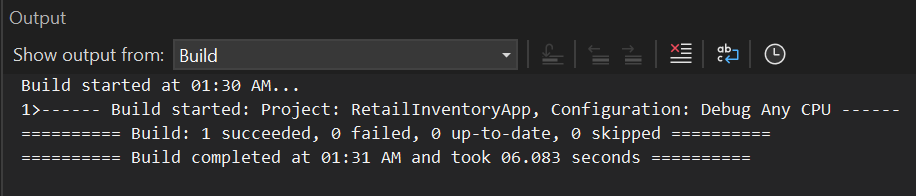 Output
Show output from: Build
Build started at 01:30 AM...
1>------ Build started: Project: RetailInventoryApp, Configuration: Debug Any CPU ------
========== Build: 1 succeeded, 0 failed, 0 up-to-date, 0 skipped ==========
========== Build completed at 01:31 AM and took 06.083 seconds ==========